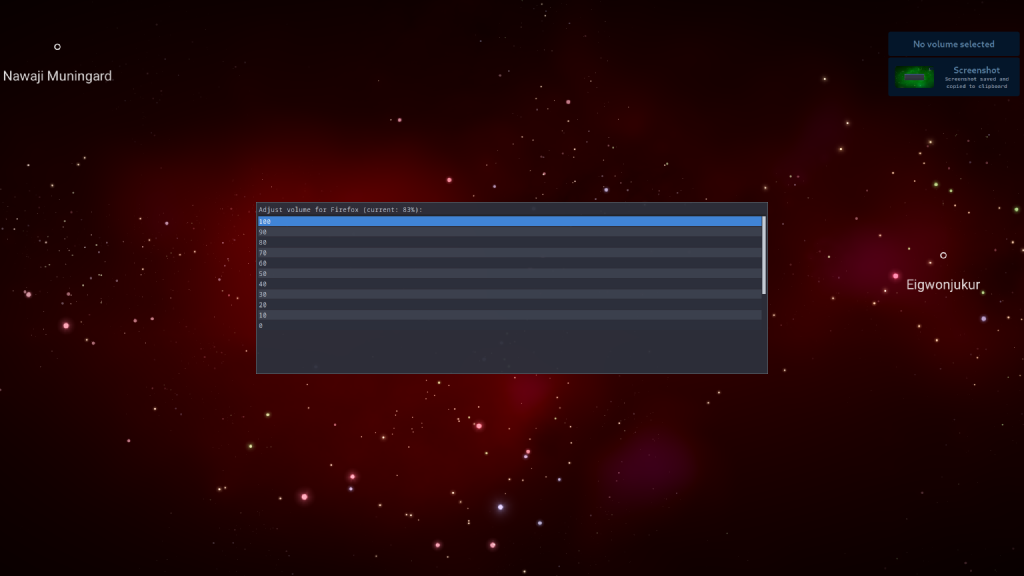 No volume selected
Nawaji Muningard
Screenshot
Screenshot saved and
copied to clipboard
Adjust volume for Firefox (current: 83%):
100
90
80
70
60
50
40
30
20
10
0
Eigwonjukur